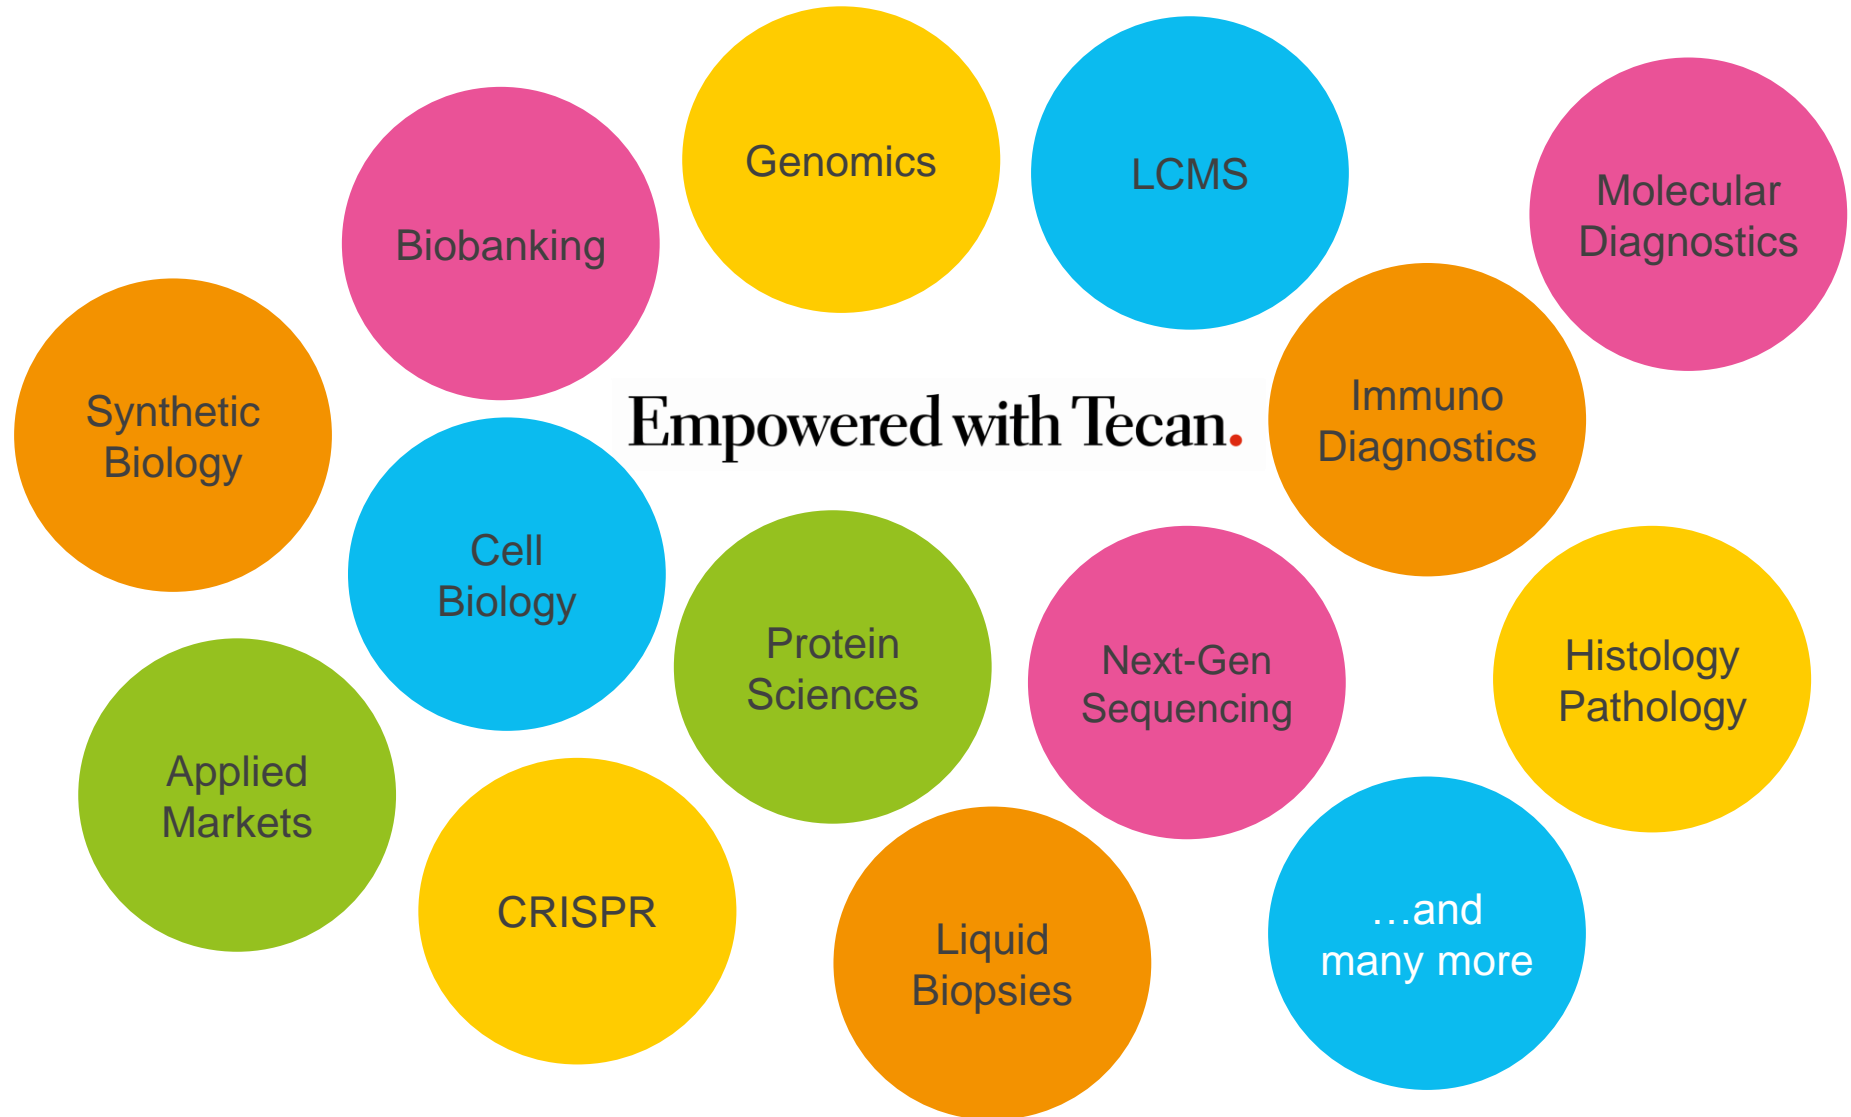 Genomics
LCMS
Molecular
Diagnostics
Biobanking
Synthetic
Biology
Empowered with Tecan.
Immuno
Diagnostics
Cell
Biology
Protein
Sciences
Next-Gen
Sequencing
Histology
Pathology
Applied
Markets
CRISPR
Liquid
Biopsies
…and
many more